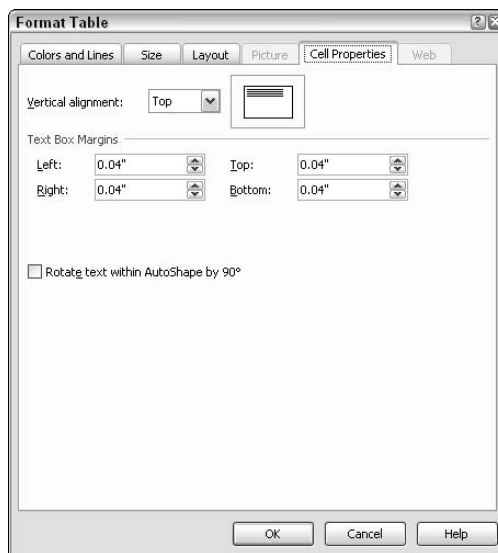 Format Table
Colors and Lines Size Layout Picture Cell Properties Web
Vertical alignment: Top
Text Box Margins
Left: 0.04" Top: 0.04"
Right: 0.04" Bottom: 0.04"
Rotate text within AutoShape by 90°
OK Cancel Help